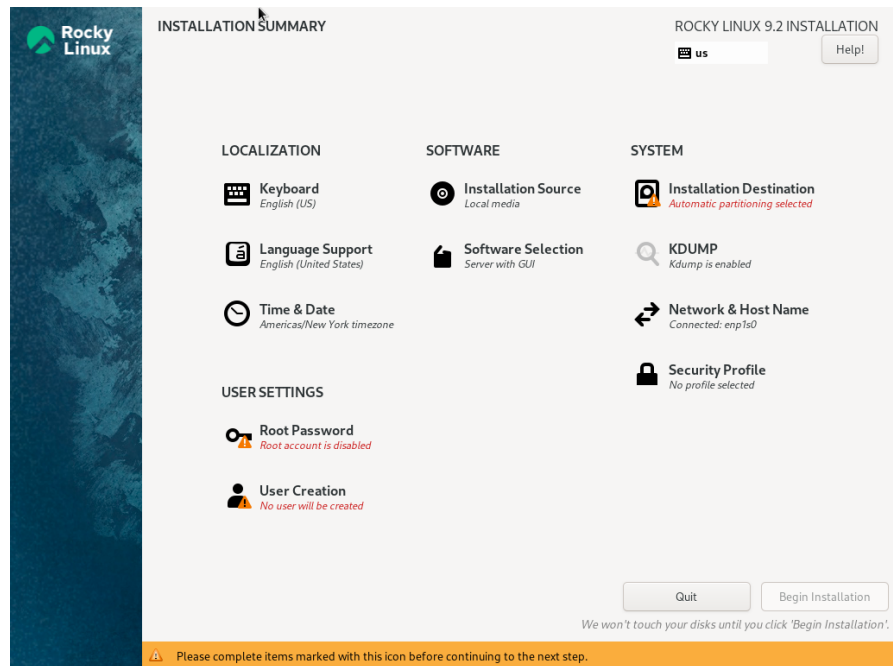 Rocky
Linux
INSTALLATION SUMMARY
ROCKY LINUX 9.2 INSTALLATION
us
Help!
LOCALIZATION
Keyboard
English (US)
Language Support
English (United States)
Time & Date
Americas/New York timezone
SOFTWARE
Installation Source
Local media
Software Selection
Server with GUI
SYSTEM
Installation Destination
Automatic partitioning selected
KDUMP
Kdump is enabled
Network & Host Name
Connected: enp1s0
Security Profile
No profile selected
USER SETTINGS
Root Password
Root account is disabled
User Creation
No user will be created
Quit
Begin Installation
We won't touch your disks until you click 'Begin Installation'.
Please complete items marked with this icon before continuing to the next step.